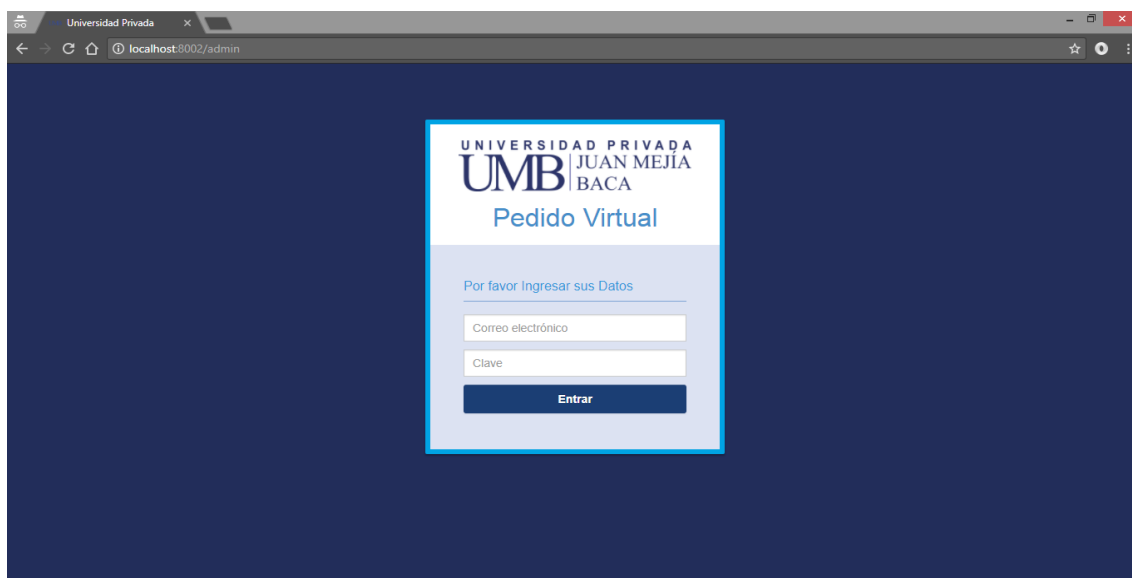 Universidad Privada
localhost:8002/admin
UNIVERSIDAD PRIVADA
UMB JUAN MEJÍA
BACA
Pedido Virtual
Por favor Ingresar sus Datos
Correo electrónico
Clave
Entrar